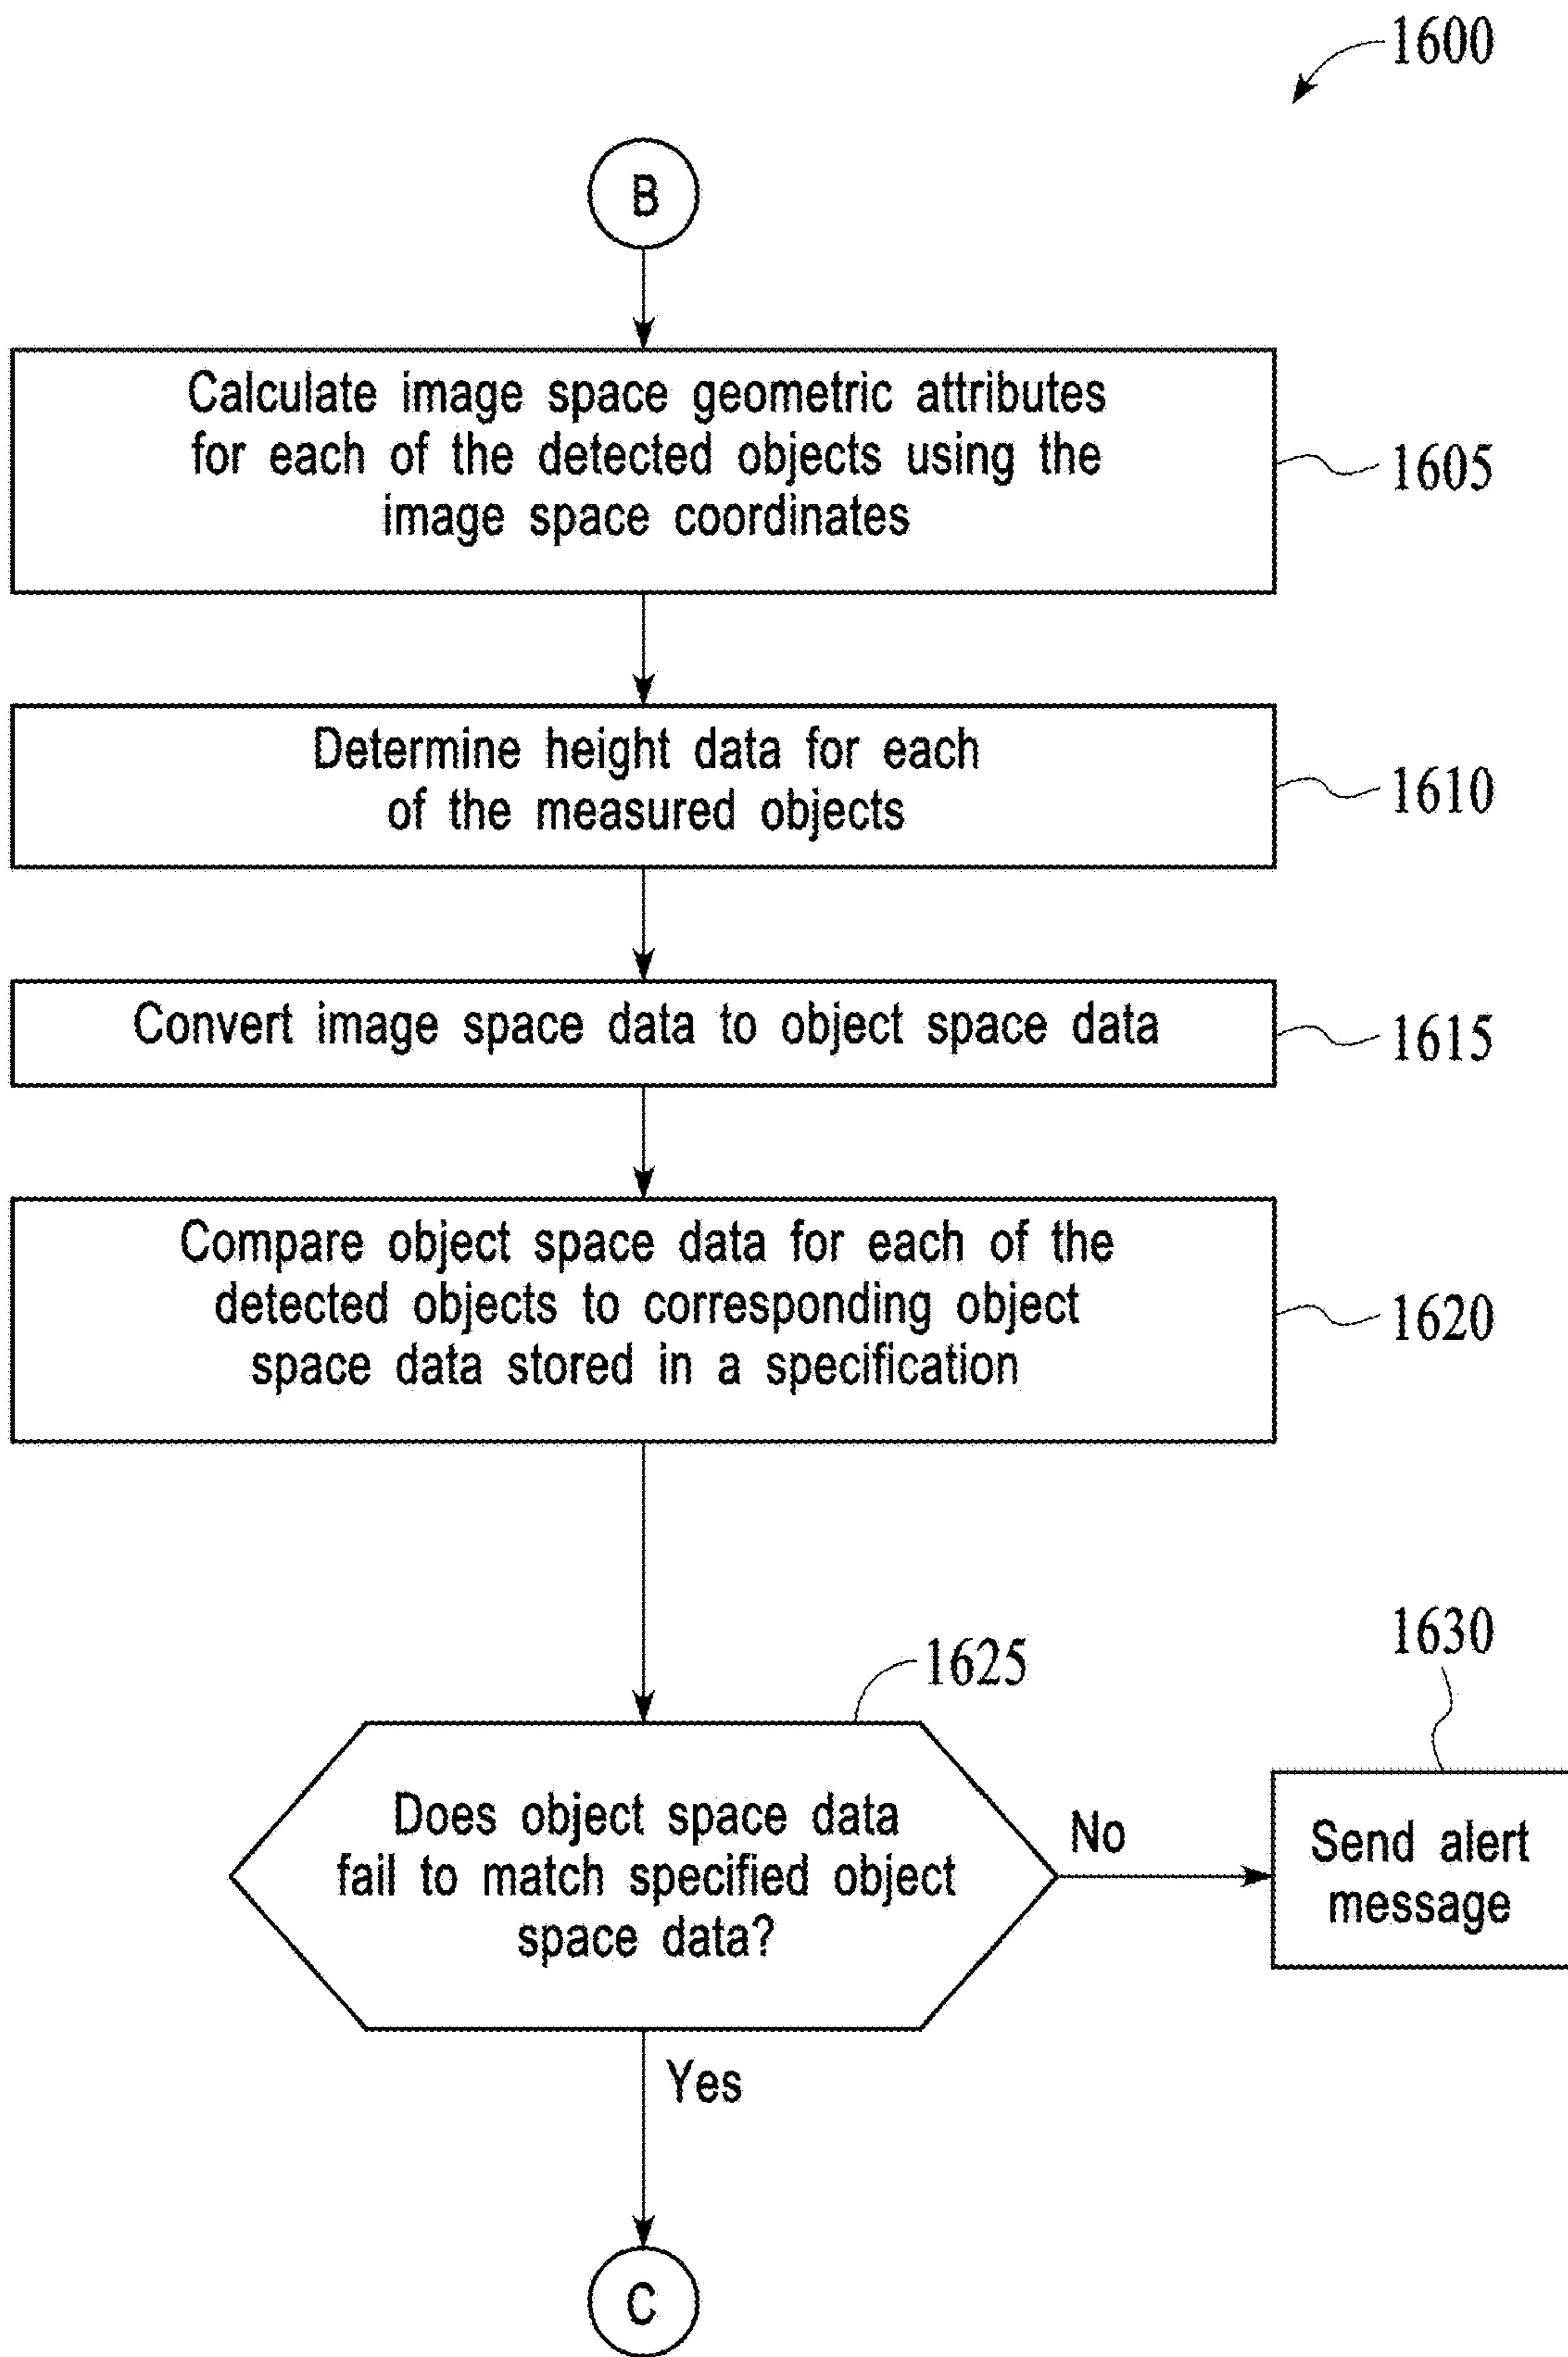 1600
B
Calculate image space geometric attributes
for each of the detected objects using the
image space coordinates
1605
Determine height data for each
of the measured objects
1610
Convert image space data to object space data
1615
Compare object space data for each of the
detected objects to corresponding object
space data stored in a specification
1620
1625
1630
Does object space data
fail to match specified object
space data?
No
Send alert
message
Yes
C